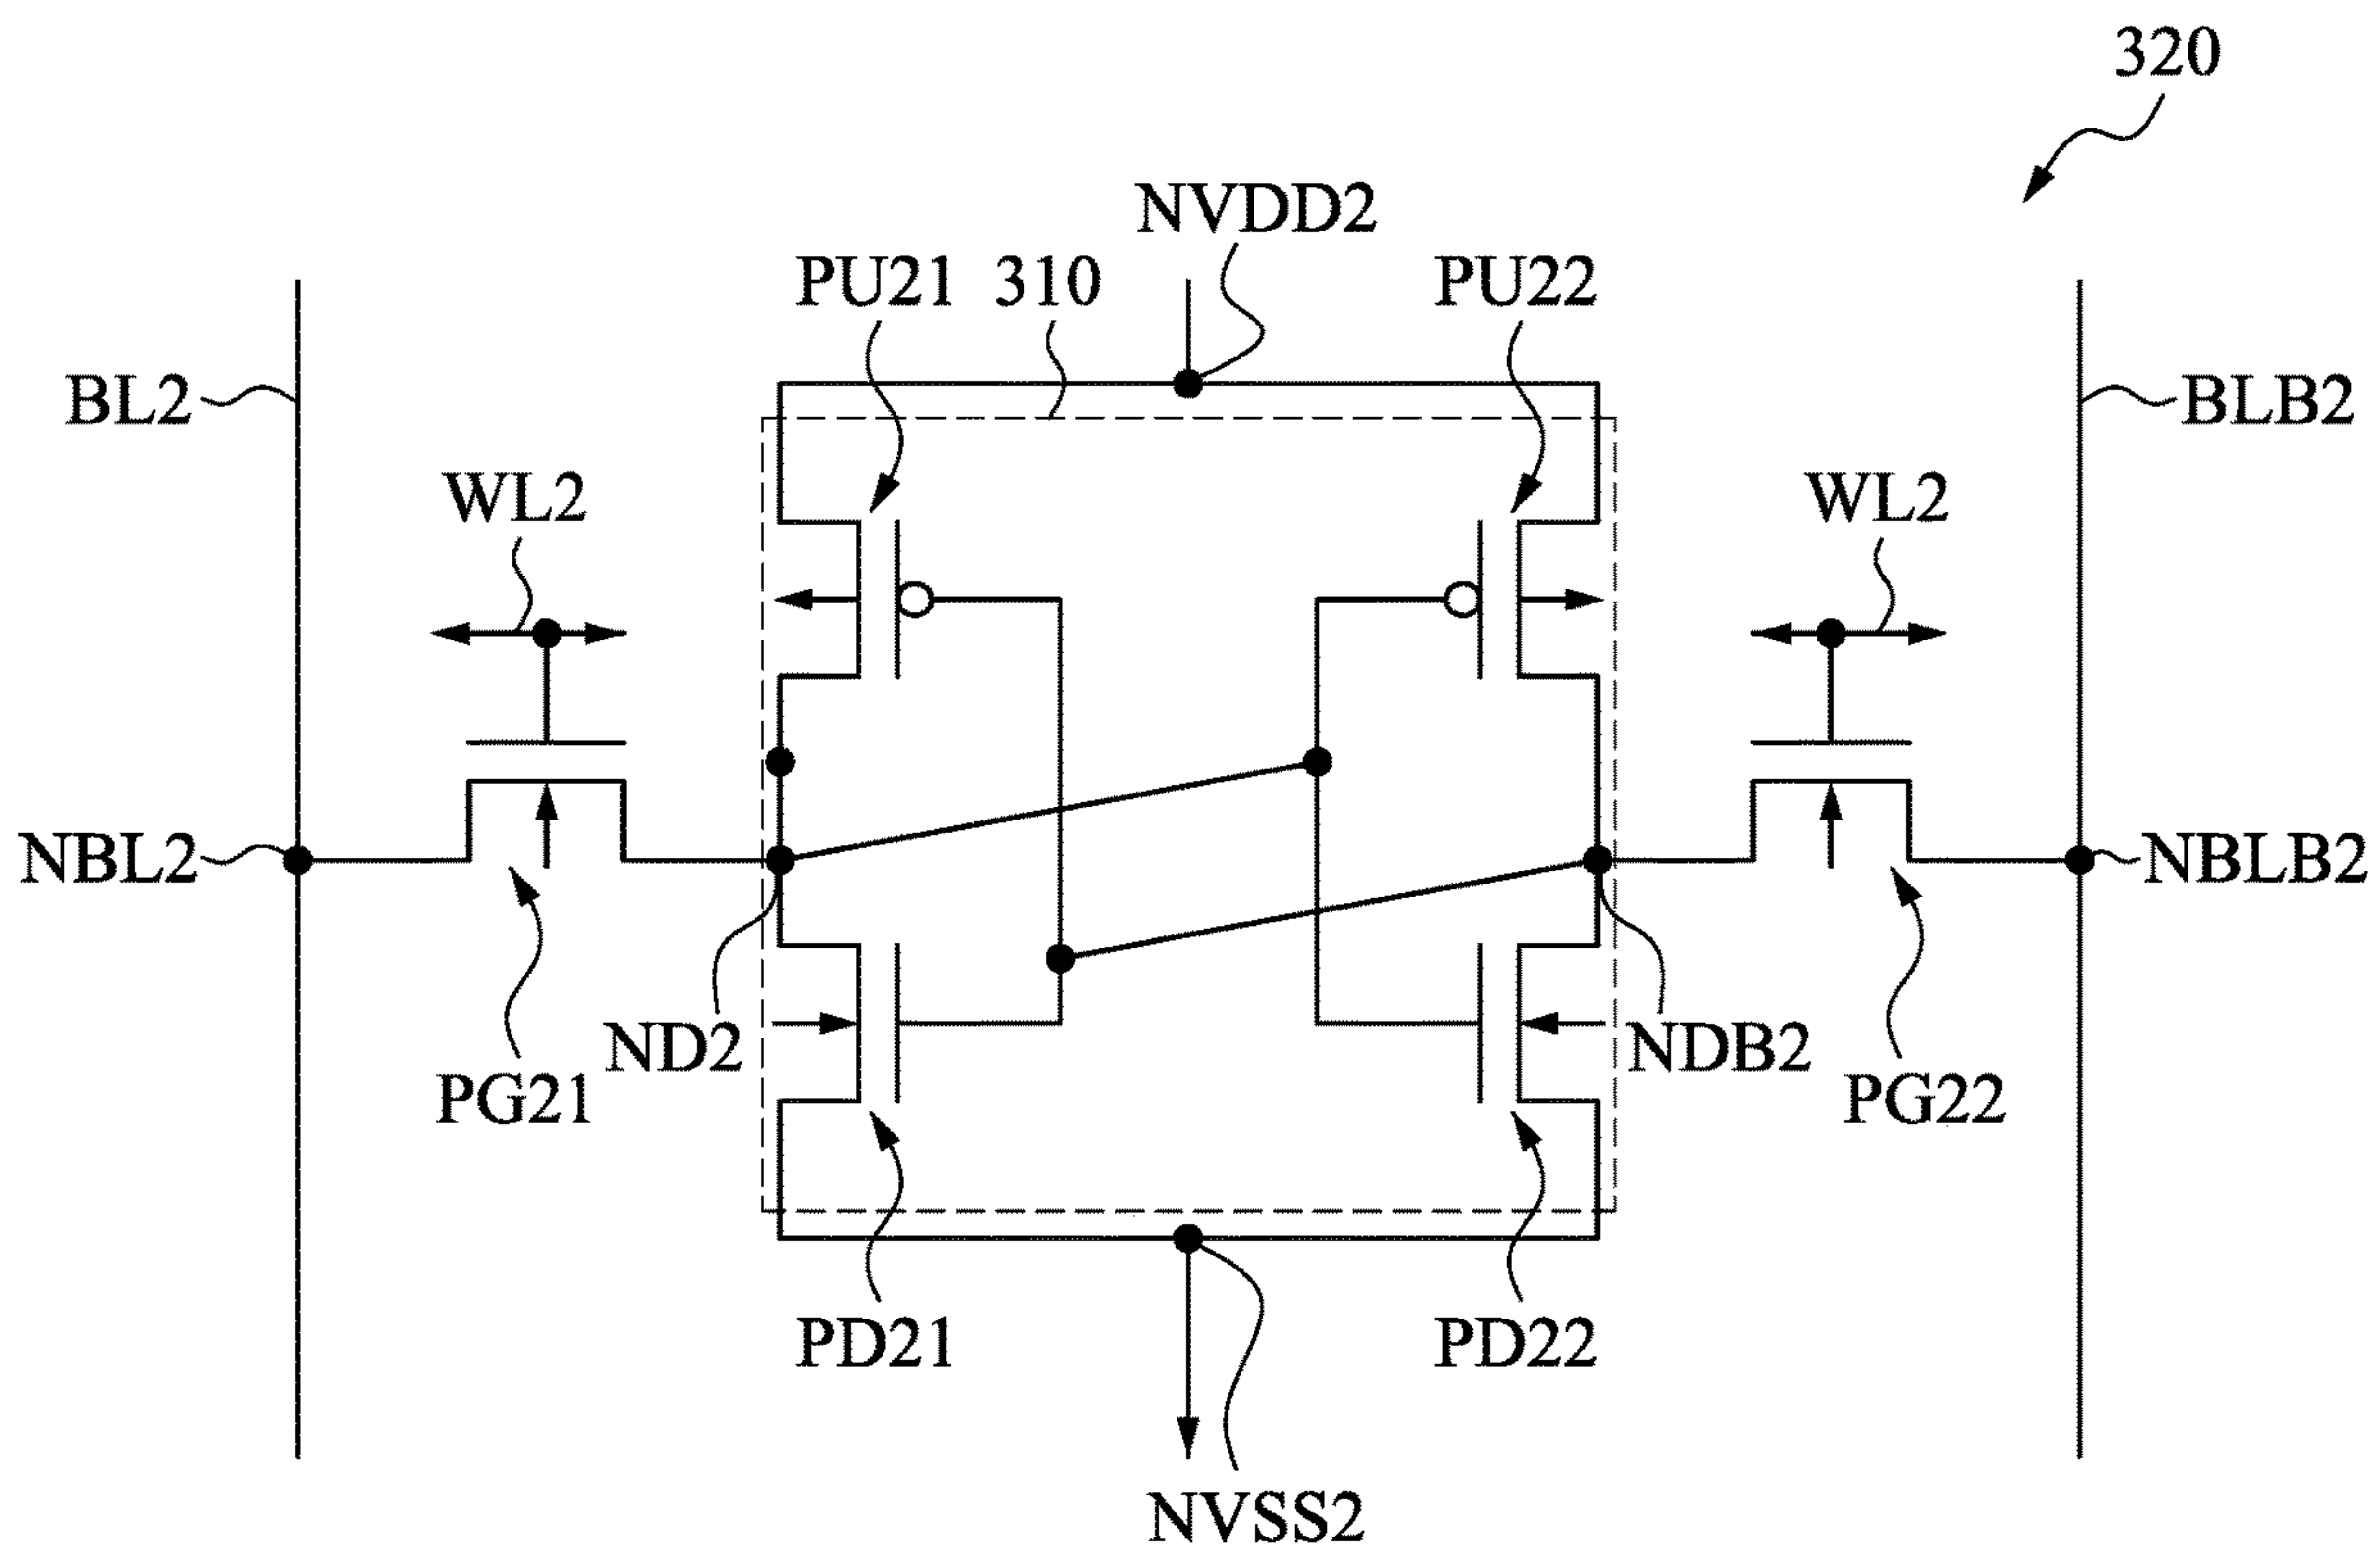 320
NVDD2
PU21
310
PU22
BL2
BLB2
WL2
WL2
NBL2
NBLB2
ND2
NDB2
PG21
PG22
PD21
PD22
NVSS2